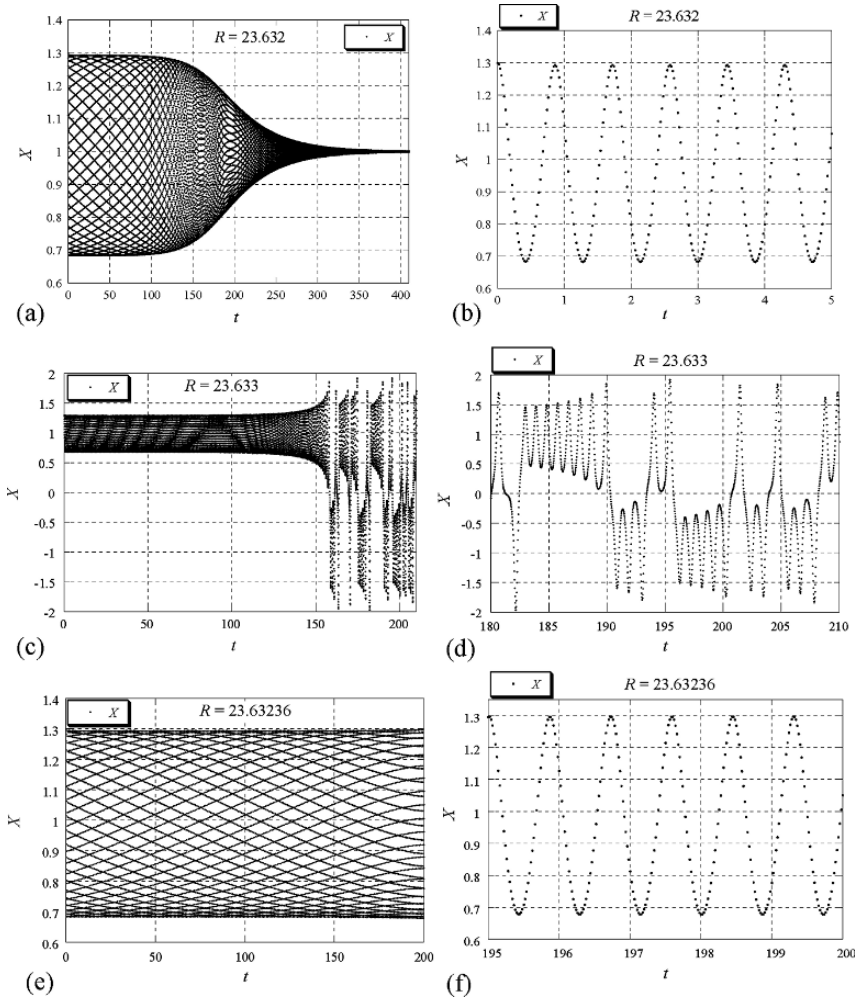 R = 23.632
X
1.4
1.3
1.2
1.1
1
0.9
0.8
0.7
0.6
X
0 50 100 150 200 250 300 350 400
t
(a)
X
R = 23.632
1.4
1.3
1.2
1.1
1
0.9
0.8
0.7
0.6
X
0 1 2 3 4 5
t
(b)
X
R = 23.633
2
1.5
1
0.5
0
-0.5
-1
-1.5
-2
X
0 50 100 150 200
t
(c)
X
R = 23.633
2
1.5
1
0.5
0
-0.5
-1
-1.5
-2
X
180 185 190 195 200 205 210
t
(d)
X
R = 23.63236
1.4
1.3
1.2
1.1
1
0.9
0.8
0.7
0.6
X
0 50 100 150 200
t
(e)
X
R = 23.63236
1.3
1.2
1.1
1
0.9
0.8
0.7
0.6
X
195 196 197 198 199 200
t
(f)